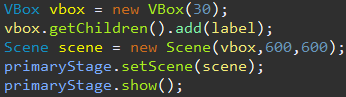 VBox vbox = new VBox(30);
vbox.getChildren().add(label);
Scene scene = new Scene(vbox,600,600);
primaryStage.setScene(scene);
primaryStage.show();